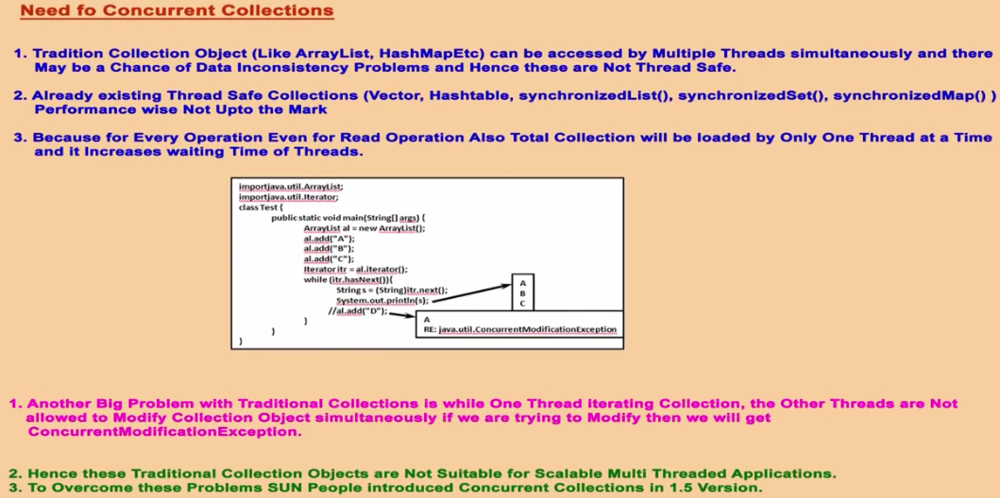 Need fo Concurrent Collections
1. Tradition Collection Object (Like ArrayList, HashMapEtc) can be accessed by Multiple Threads simultaneously and there
May be a Chance of Data Inconsistency Problems and Hence these are Not Thread Safe.
2. Already existing Thread Safe Collections (Vector, Hashtable, synchronizedList(), synchronizedSet(), synchronizedMap() )
Performance wise Not Upto the Mark
3. Because for Every Operation Even for Read Operation Also Total Collection will be loaded by Only One Thread at a Time
and it Increases waiting Time of Threads.
importjava.util.ArrayList;
importjava.util.Iterator;
class Test {
public static void main(String[] args) {
ArrayList al = new ArrayList();
al.add("A");
al.add("B");
al.add("C");
Iterator itr = al.iterator();
while (itr.hasNext()){
String s = (String)itr.next();
System.out.println(s);
//al.add("D");
}
}
}
A
B
C
A
RE: java.util.ConcurrentModificationException
1. Another Big Problem with Traditional Collections is while One Thread iterating Collection, the Other Threads are Not
allowed to Modify Collection Object simultaneously if we are trying to Modify then we will get
ConcurrentModificationException.
2. Hence these Traditional Collection Objects are Not Suitable for Scalable Multi Threaded Applications.
3. To Overcome these Problems SUN People introduced Concurrent Collections in 1.5 Version.